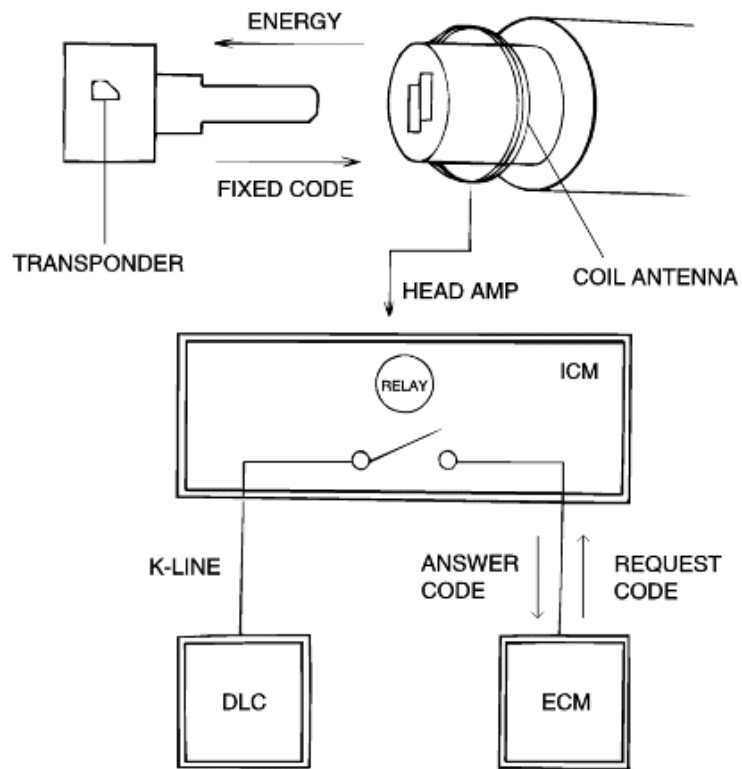 ENERGY
FIXED CODE
TRANSPONDER
COIL ANTENNA
HEAD AMP
ICM
RELAY
K-LINE
ANSWER
CODE
REQUEST
CODE
DLC
ECM